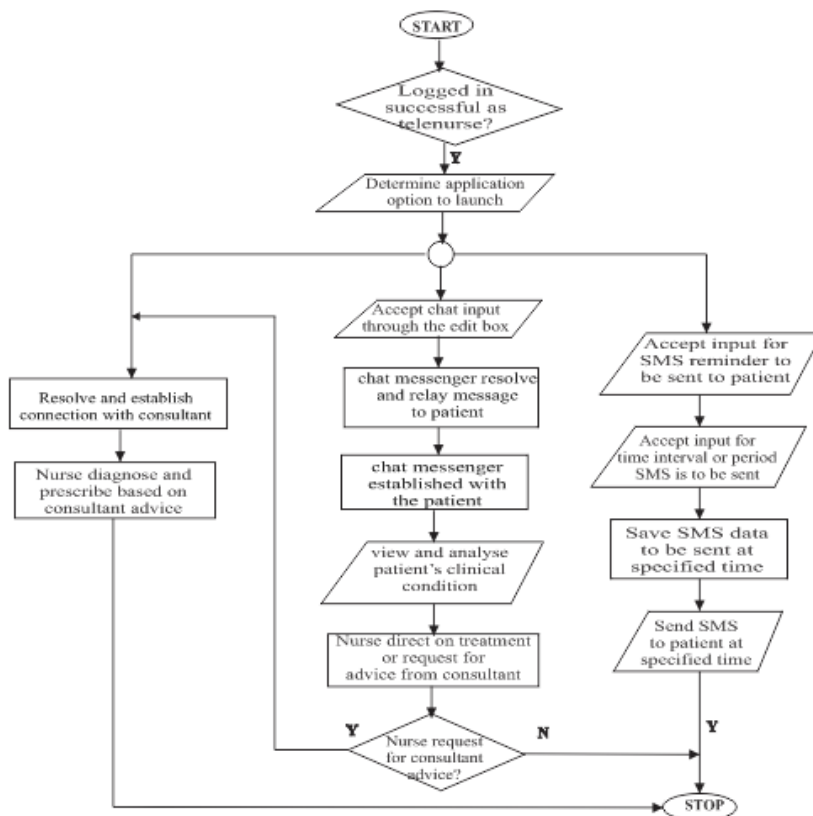 START
Logged in
successful as
telenurse?
Y
Determine application
option to launch
Accept chat input
through the edit box
chat messenger resolve
and relay message
to patient
chat messenger
established with
the patient
view and analyse
patient's clinical
condition
Nurse direct on treatment
or request for
advice from consultant
Y
Nurse request
for consultant
advice?
N
Resolve and establish
connection with consultant
Nurse diagnose and
prescribe based on
consultant advice
Accept input for
SMS reminder to
be sent to patient
Accept input for
time interval or period
SMS is to be sent
Save SMS data
to be sent at
specified time
Send SMS
to patient at
specified time
Y
STOP